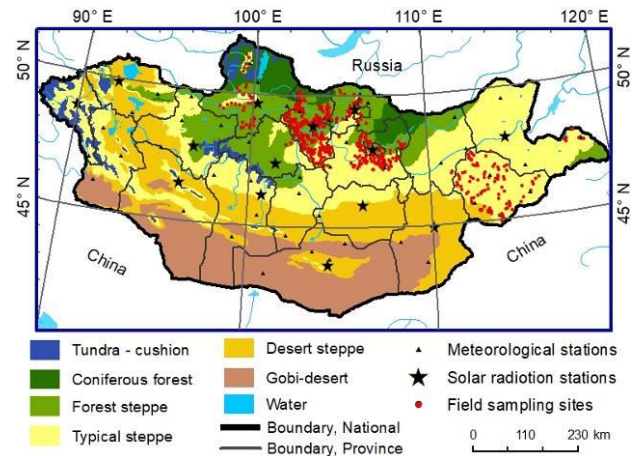 90° E 100° E 110° E 120° E
50° N
50° N
Russia
45° N
45° N
China
China
Tundra - cushion
Coniferous forest
Forest steppe
Typical steppe
Desert steppe
Gobi-desert
Water
Boundary, National
Boundary, Province
Meteorological stations
Solar radiotion stations
Field sampling sites
0 110 230 km